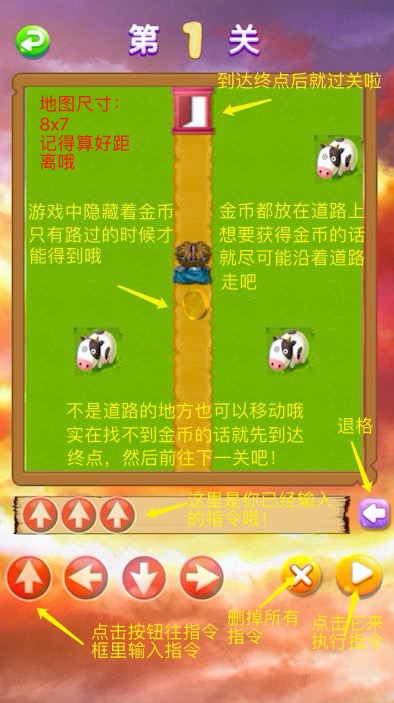 第1关
到达终点后就过关啦
地图尺寸：
8x7
记得算好距
离哦
游戏中隐藏着金币
只有路过的时候才
能得到哦
金币都放在道路上
想要获得金币的话
就尽可能沿着道路
走吧
不是道路的地方也可以移动哦
实在找不到金币的话就先到达
终点，然后前往下一关吧！
退格
这里是你已经输入
的指令哦！
点击按钮往指令
框里输入指令
删掉所有
指令
点击它来
执行指令